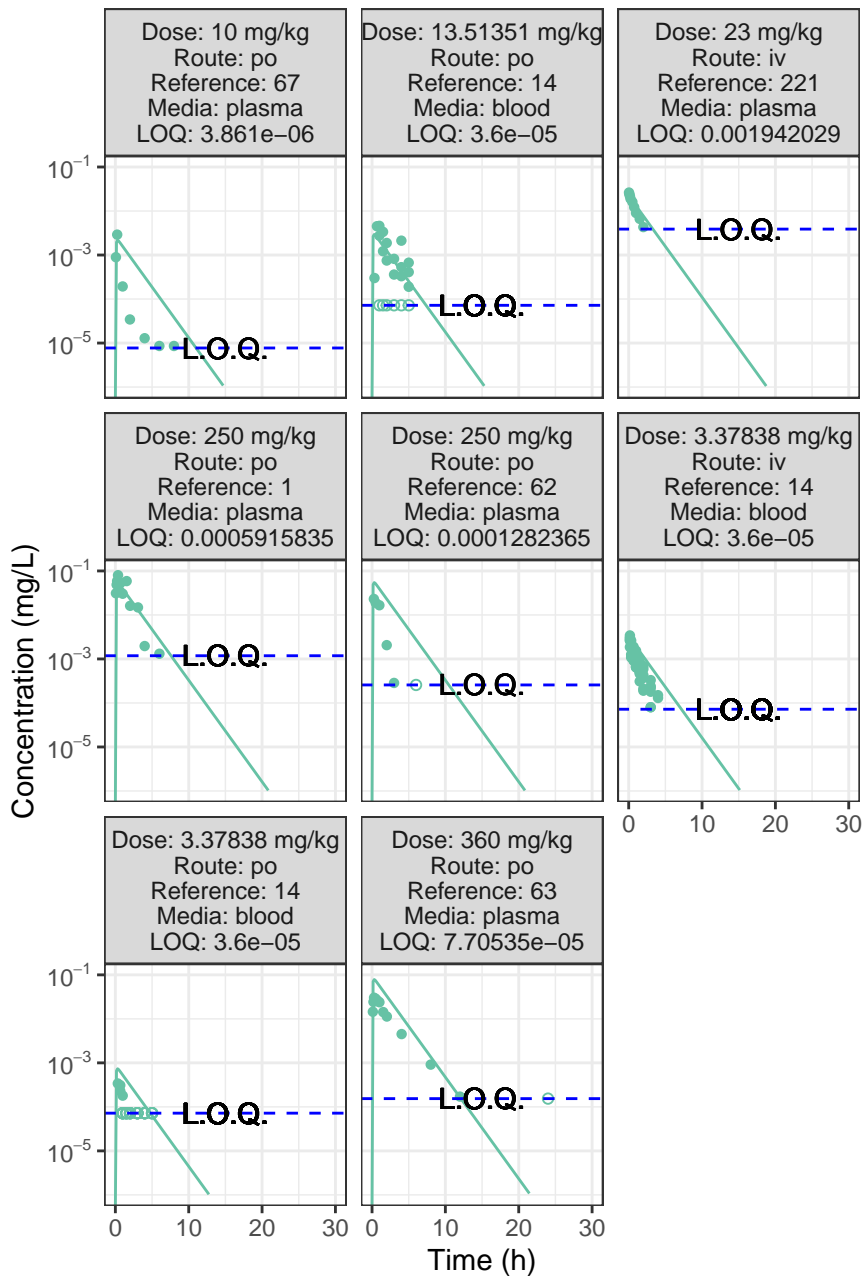 Dose: 10 mg/kg
Route: po
Reference: 67
Media: plasma
LOQ: 3.861e−06
Dose: 13.51351 mg/kg
Route: po
Reference: 14
Media: blood
LOQ: 3.6e−05
Dose: 23 mg/kg
Route: iv
Reference: 221
Media: plasma
LOQ: 0.001942029
10⁻¹
10⁻³
10⁻⁵
L.O.Q.
L.O.Q.
L.O.Q.
Dose: 250 mg/kg
Route: po
Reference: 1
Media: plasma
LOQ: 0.0005915835
Dose: 250 mg/kg
Route: po
Reference: 62
Media: plasma
LOQ: 0.0001282365
Dose: 3.37838 mg/kg
Route: iv
Reference: 14
Media: blood
LOQ: 3.6e−05
Concentration (mg/L)
10⁻¹
10⁻³
10⁻⁵
L.O.Q.
L.O.Q.
L.O.Q.
0 10 20 30
Dose: 3.37838 mg/kg
Route: po
Reference: 14
Media: blood
LOQ: 3.6e−05
Dose: 360 mg/kg
Route: po
Reference: 63
Media: plasma
LOQ: 7.70535e−05
10⁻¹
10⁻³
10⁻⁵
L.O.Q.
L.O.Q.
0 10 20 30
0 10 20 30
Time (h)